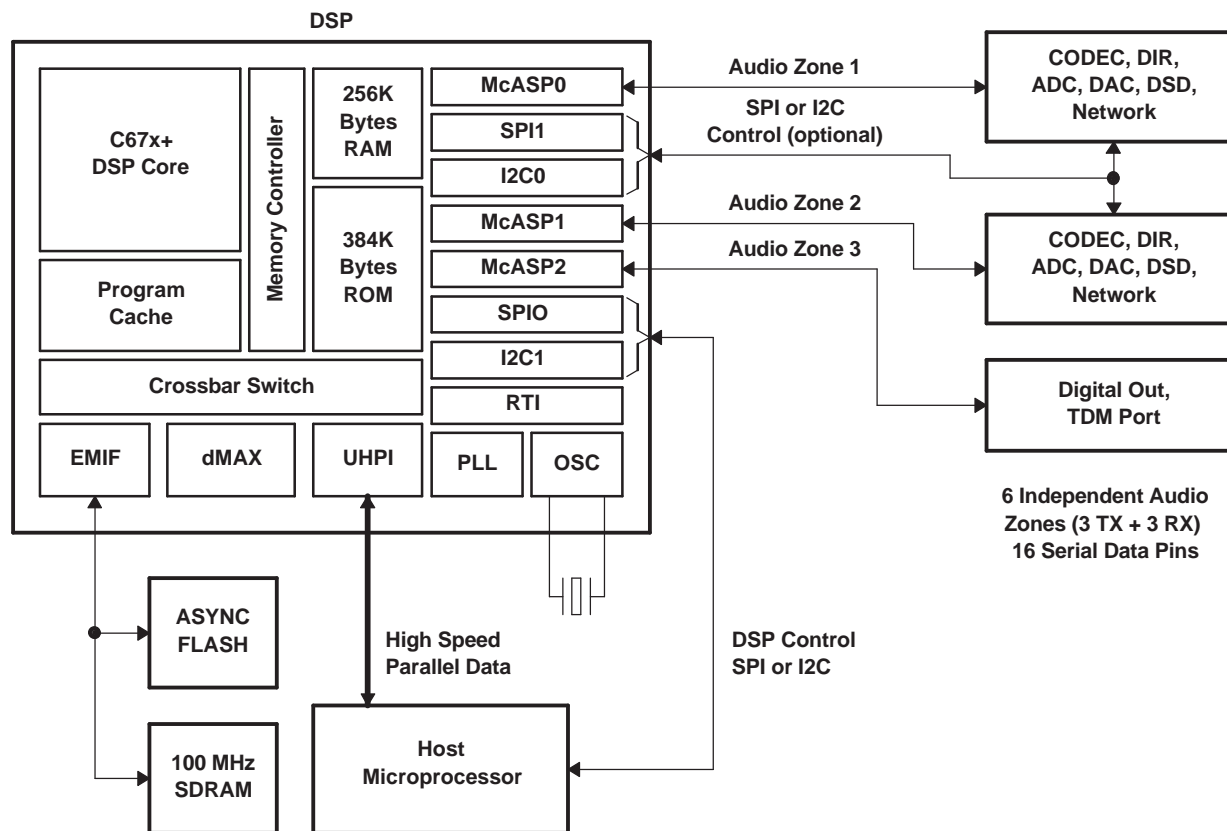 DSP
C67x+
DSP Core
Program
Cache
Memory Controller
256K
Bytes
RAM
384K
Bytes
ROM
McASP0
SPI1
I2C0
McASP1
McASP2
SPIO
I2C1
RTI
Crossbar Switch
EMIF
dMAX
UHPI
PLL
OSC
Audio Zone 1
SPI or I2C
Control (optional)
Audio Zone 2
Audio Zone 3
CODEC, DIR,
ADC, DAC, DSD,
Network
CODEC, DIR,
ADC, DAC, DSD,
Network
Digital Out,
TDM Port
6 Independent Audio
Zones (3 TX + 3 RX)
16 Serial Data Pins
ASYNC
FLASH
100 MHz
SDRAM
High Speed
Parallel Data
Host
Microprocessor
DSP Control
SPI or I2C